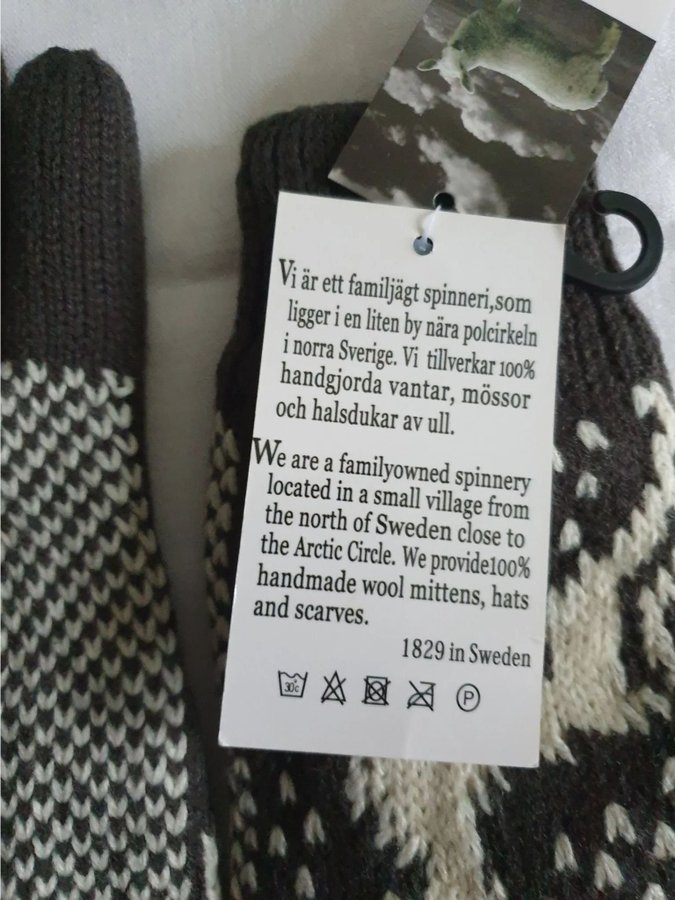 Vi är ett familjägt spinneri,som
ligger i en liten by nära polcirkeln
i norra Sverige. Vi tillverkar 100%
handgjorda vantar, mössor
och halsdukar av ull.
We are a familyowned spinnery
located in a small village from
the north of Sweden close to
the Arctic Circle. We provide100%
handmade wool mittens, hats
and scarves.
1829 in Sweden
30°c P